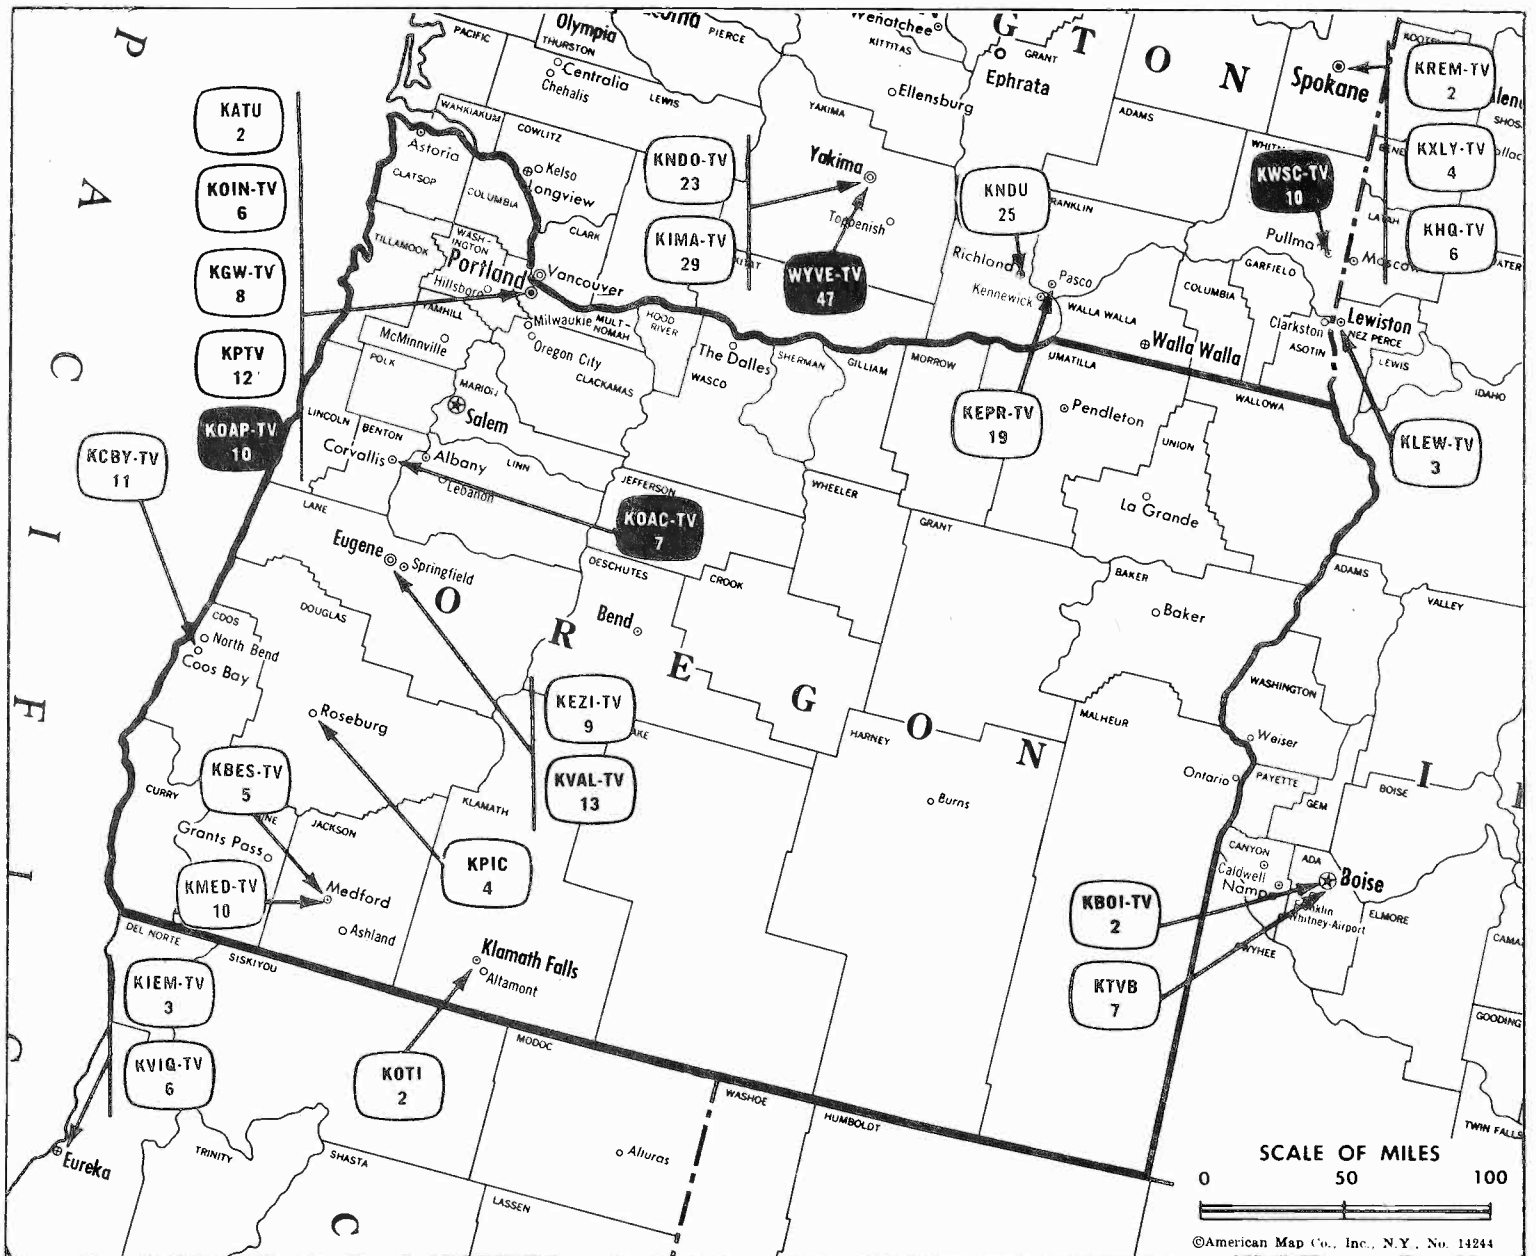 P
A
C
I
F
I
C
PACIFIC
Olympia
THURSTON
PIERCE
Centralia
Chehalis
LEWIS
Wenatchee
KITTITAS
G
T
O
N
GRANT
Ephrata
Ellensburg
YAKIMA
ADAMS
Spokane
KREM-TV
2
KXLY-TV
4
KHQ-TV
6
KATU
2
KOIN-TV
6
KGW-TV
8
KPTV
12
KOAP-TV
10
WAHKIAKUM
COWLITZ
Astoria
CLATSOP
COLUMBIA
Kelso
Longview
CLARK
TILLAMOOK
WASH-
INGTON
Portland
Hillsboro
Vancouver
YAMHILL
McMinnville
Milwaukie
MULT-
NOMAH
Oregon City
CLACKAMAS
HOOD
RIVER
POLK
MARION
Salem
LINCOLN
BENTON
Corvallis
Albany
LINN
Lebanon
KNDO-TV
23
KIMA-TV
29
Yakima
Toppenish
WYVE-TV
47
KNDU
25
FRANKLIN
Richland
Pasco
Kennewick
WALLA WALLA
Walla Walla
COLUMBIA
GARFIELD
KWSC-TV
10
LATAH
Pullman
Moscow
Clarkston
Lewiston
NEZ PERCE
ASOTIN
LEWIS
IDAHO
KLEW-TV
3
The Dalles
WASCO
SHERMAN
GILLIAM
MORROW
UMATILLA
WALLOWA
KEPR-TV
19
Pendleton
UNION
La Grande
KCBY-TV
11
JEFFERSON
WHEELER
GRANT
KOAC-TV
7
LANE
Eugene
Springfield
DESCHUTES
CROOK
Bend
BAKER
Baker
ADAMS
VALLEY
O
R
E
G
O
N
COOS
North Bend
Coos Bay
DOUGLAS
Roseburg
KEZI-TV
9
KVAL-TV
13
HARNEY
Burns
MALHEUR
WASHINGTON
Weiser
Ontario
PAYETTE
GEM
BOISE
I
CURRY
KBES-TV
5
Grants Pass
JACKSON
KLAMATH
KPIC
4
KMED-TV
10
Medford
Ashland
CANYON
Caldwell
ADA
Boise
ELMORE
KBOI-TV
2
KTVB
7
Whitney-Airport
DEL NORTE
SISKIYOU
Klamath Falls
Altamont
KIEM-TV
3
KVIQ-TV
6
KOTI
2
MODOC
WASHOE
HUMBOLDT
GOODING
TWIN FALLS
Eureka
TRINITY
SHASTA
LASSEN
Alturas
C
SCALE OF MILES
0 50 100
©American Map Co., Inc., N.Y., No. 14244